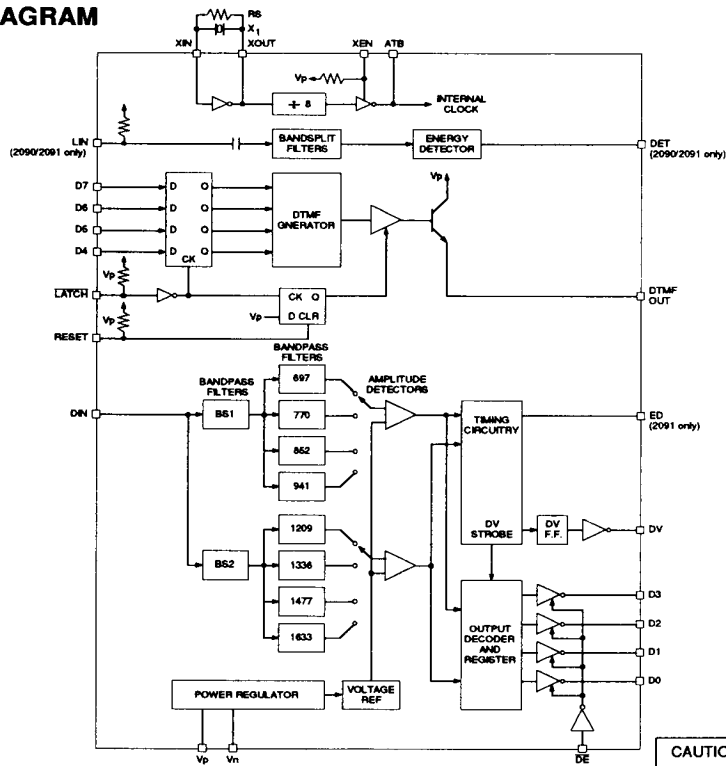 AGRAM
RS
X1
XIN
XOUT
XEN
ATB
Vp
÷ 8
INTERNAL
CLOCK
LIN
(2090/2091 only)
BANDSPLIT
FILTERS
ENERGY
DETECTOR
DET
(2090/2091 only)
Vp
D7
D6
D5
D4
D Q
D Q
D Q
D Q
CK
DTMF
GNERATOR
Vp
LATCH
Vp
RESET
CK Q
Vp
D CLR
DTMF
OUT
BANDPASS
FILTERS
BANDPASS
FILTERS
AMPLITUDE
DETECTORS
DIN
BS1
697
770
852
941
TIMING
CIRCUITRY
ED
(2091 only)
DV
STROBE
DV
F.F.
DV
BS2
1209
1336
1477
1633
OUTPUT
DECODER
AND
REGISTER
D3
D2
D1
D0
POWER REGULATOR
VOLTAGE
REF
Vp
Vn
DE
CAUTIO